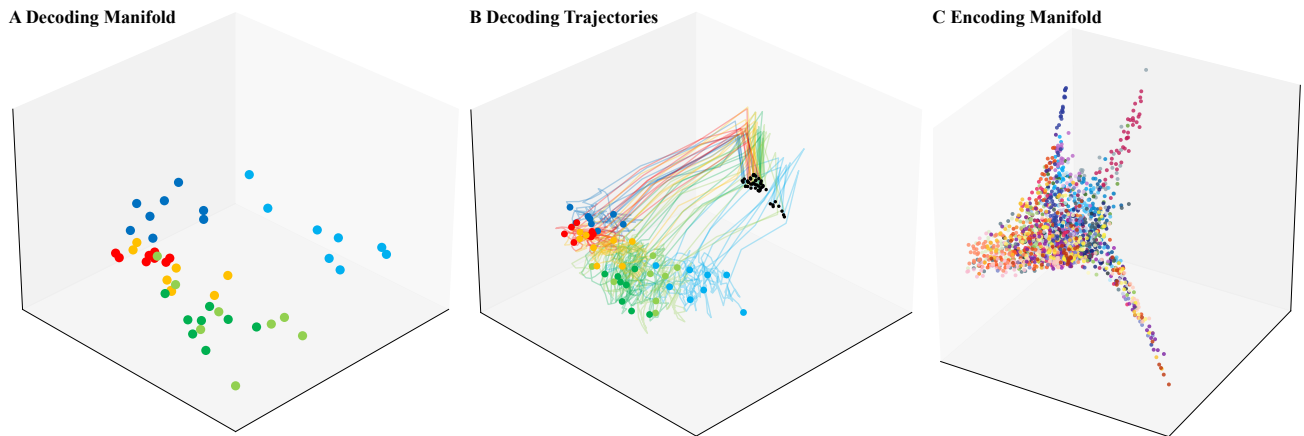 A Decoding Manifold
B Decoding Trajectories
C Encoding Manifold